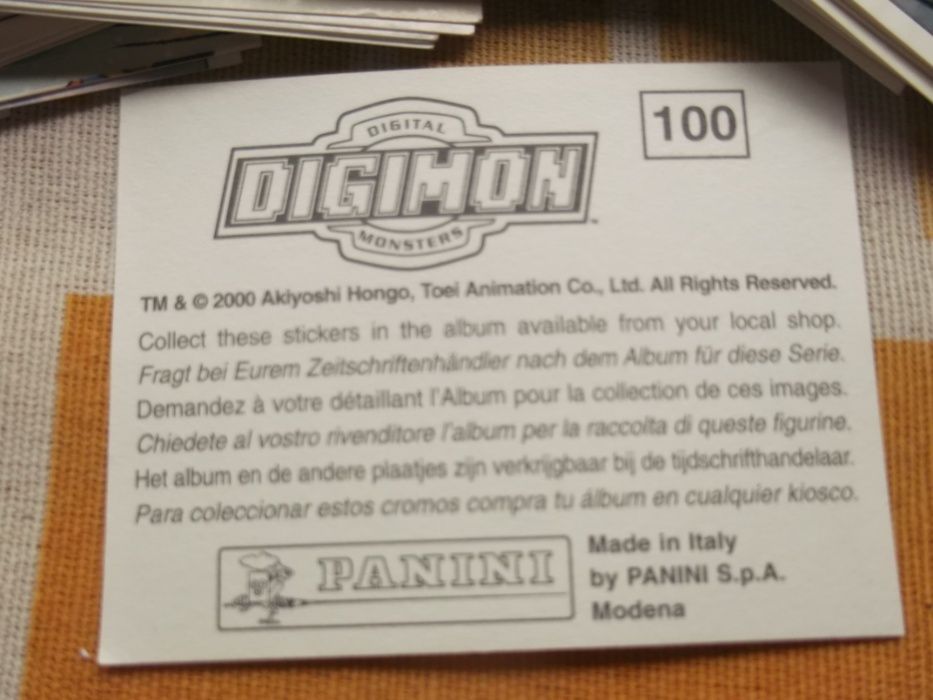 DIGITAL
DIGIMON
MONSTERS
™
100
TM & © 2000 Akiyoshi Hongo, Toei Animation Co., Ltd. All Rights Reserved.
Collect these stickers in the album available from your local shop.
Fragt bei Eurem Zeitschriftenhändler nach dem Album für diese Serie.
Demandez à votre détaillant l'Album pour la collection de ces images.
Chiedete al vostro rivenditore l'album per la raccolta di queste figurine.
Het album en de andere plaatjes zijn verkrijgbaar bij de tijdschrifthandelaar.
Para coleccionar estos cromos compra tu álbum en cualquier kiosco.
PANINI
Made in Italy
by PANINI S.p.A.
Modena